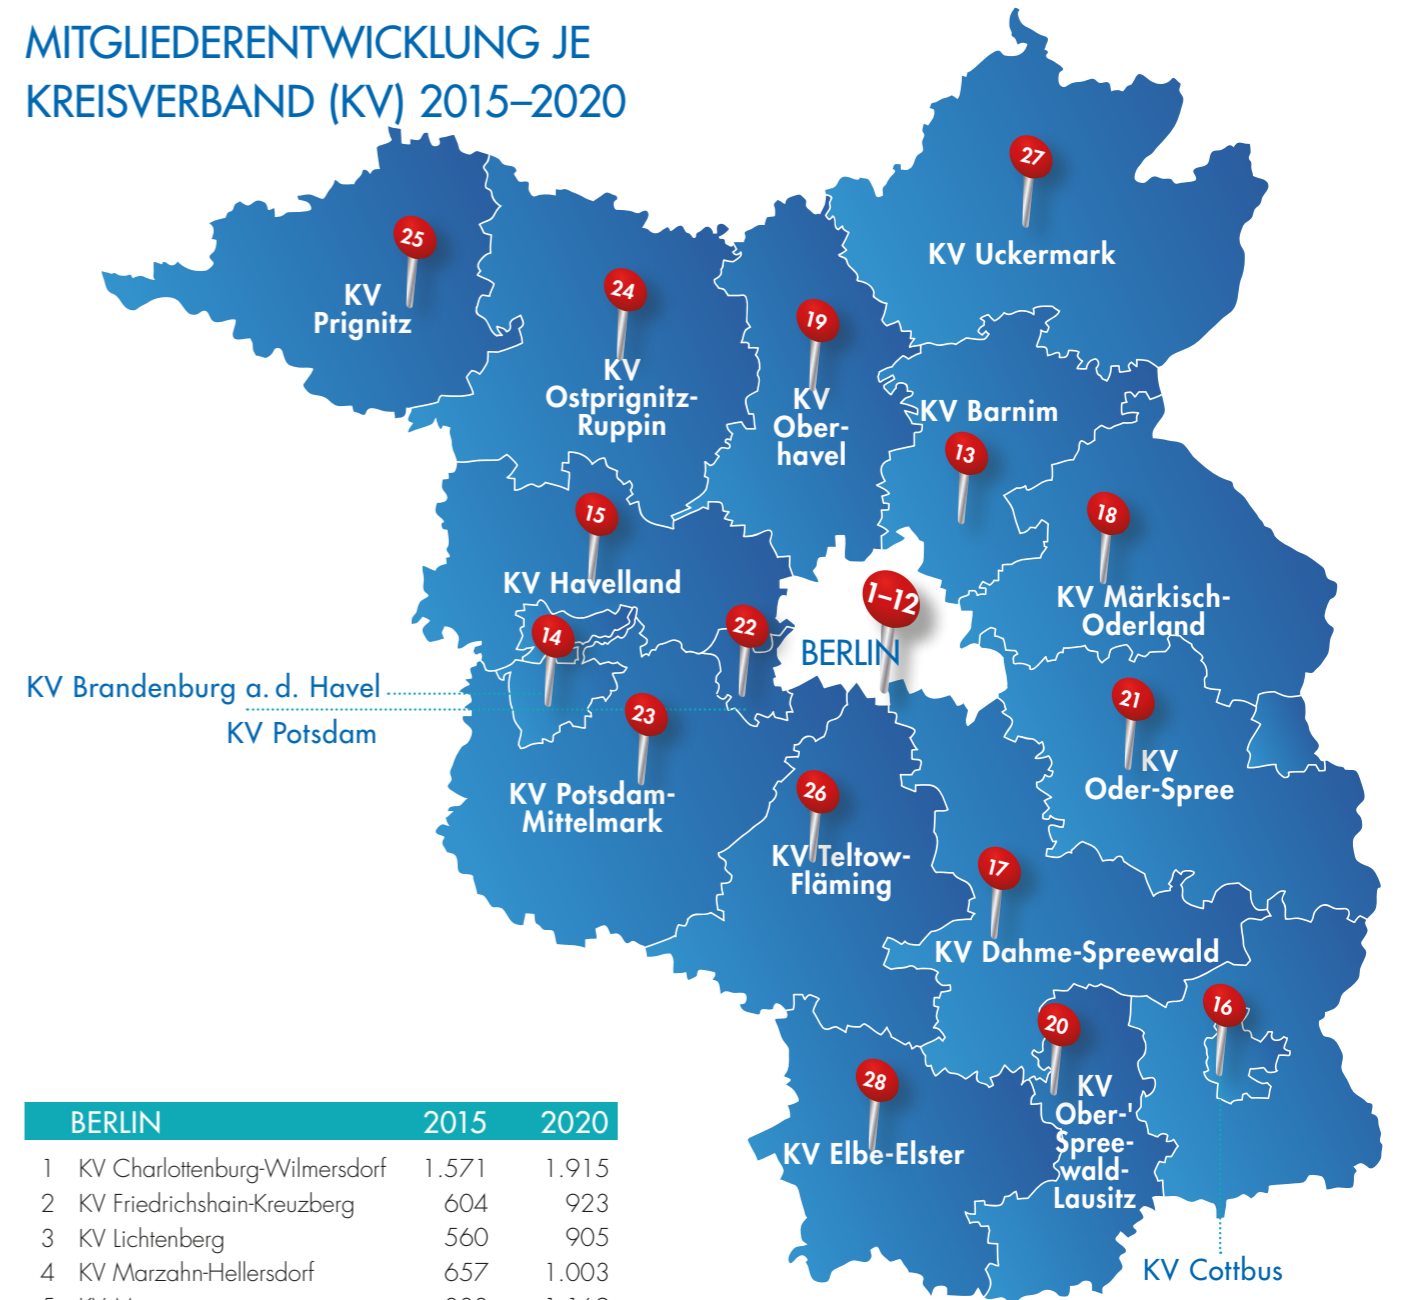 MITGLIEDERENTWICKLUNG JE
KREISVERBAND (KV) 2015–2020
27
KV Uckermark
25
KV
Prignitz
24
KV
Ostprignitz-
Ruppin
19
KV
Ober-
havel
KV Barnim
13
18
KV Märkisch-
Oderland
15
KV Havelland
14
22
1–12
BERLIN
KV Brandenburg a. d. Havel
KV Potsdam
23
KV Potsdam-
Mittelmark
21
KV
Oder-Spree
26
KV Teltow-
Fläming
17
KV Dahme-Spreewald
16
20
KV
Ober-'
Spree-
wald-
Lausitz
28
KV Elbe-Elster
KV Cottbus
BERLIN 2015 2020
1 KV Charlottenburg-Wilmersdorf 1.571 1.915
2 KV Friedrichshain-Kreuzberg 604 923
3 KV Lichtenberg 560 905
4 KV Marzahn-Hellersdorf 657 1.003